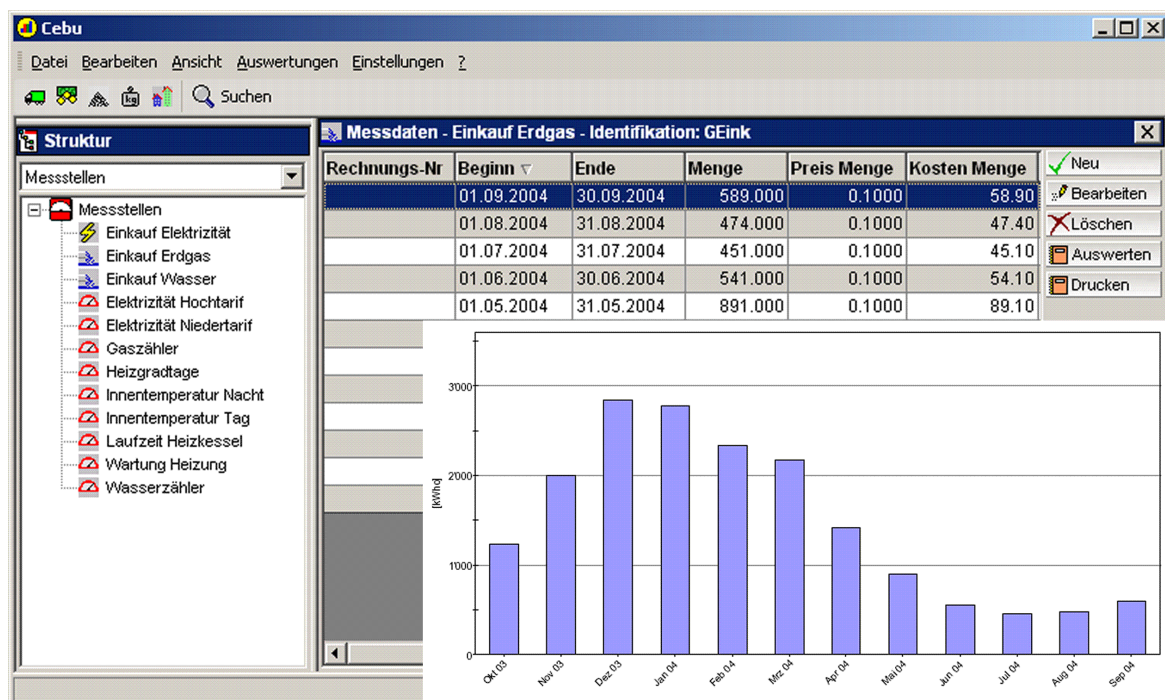 Cebu
Datei Bearbeiten Ansicht Auswertungen Einstellungen ?
kg Suchen
Struktur
Messstellen
Messstellen
Einkauf Elektrizität
Einkauf Erdgas
Einkauf Wasser
Elektrizität Hochtarif
Elektrizität Niedertarif
Gaszähler
Heizgradtage
Innentemperatur Nacht
Innentemperatur Tag
Laufzeit Heizkessel
Wartung Heizung
Wasserzähler
Messdaten - Einkauf Erdgas - Identifikation: GEink
Rechnungs-Nr Beginn Ende Menge Preis Menge Kosten Menge
01.09.2004 30.09.2004 589.000 0.1000 58.90
01.08.2004 31.08.2004 474.000 0.1000 47.40
01.07.2004 31.07.2004 451.000 0.1000 45.10
01.06.2004 30.06.2004 541.000 0.1000 54.10
01.05.2004 31.05.2004 891.000 0.1000 89.10
Neu
Bearbeiten
Löschen
Auswerten
Drucken
[kWho]
3000
2000
1000
0
Okt 03 Nov 03 Dez 03 Jan 04 Feb 04 Mrz 04 Apr 04 Mai 04 Jun 04 Jul 04 Aug 04 Sep 04